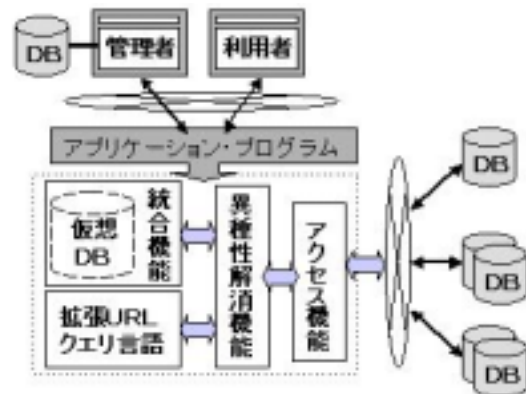 DB
管理者
利用者
アプリケーション・プログラム
仮想
DB
統合機能
拡張URL
クエリ言語
異種性解消機能
アクセス機能
DB
DB
DB